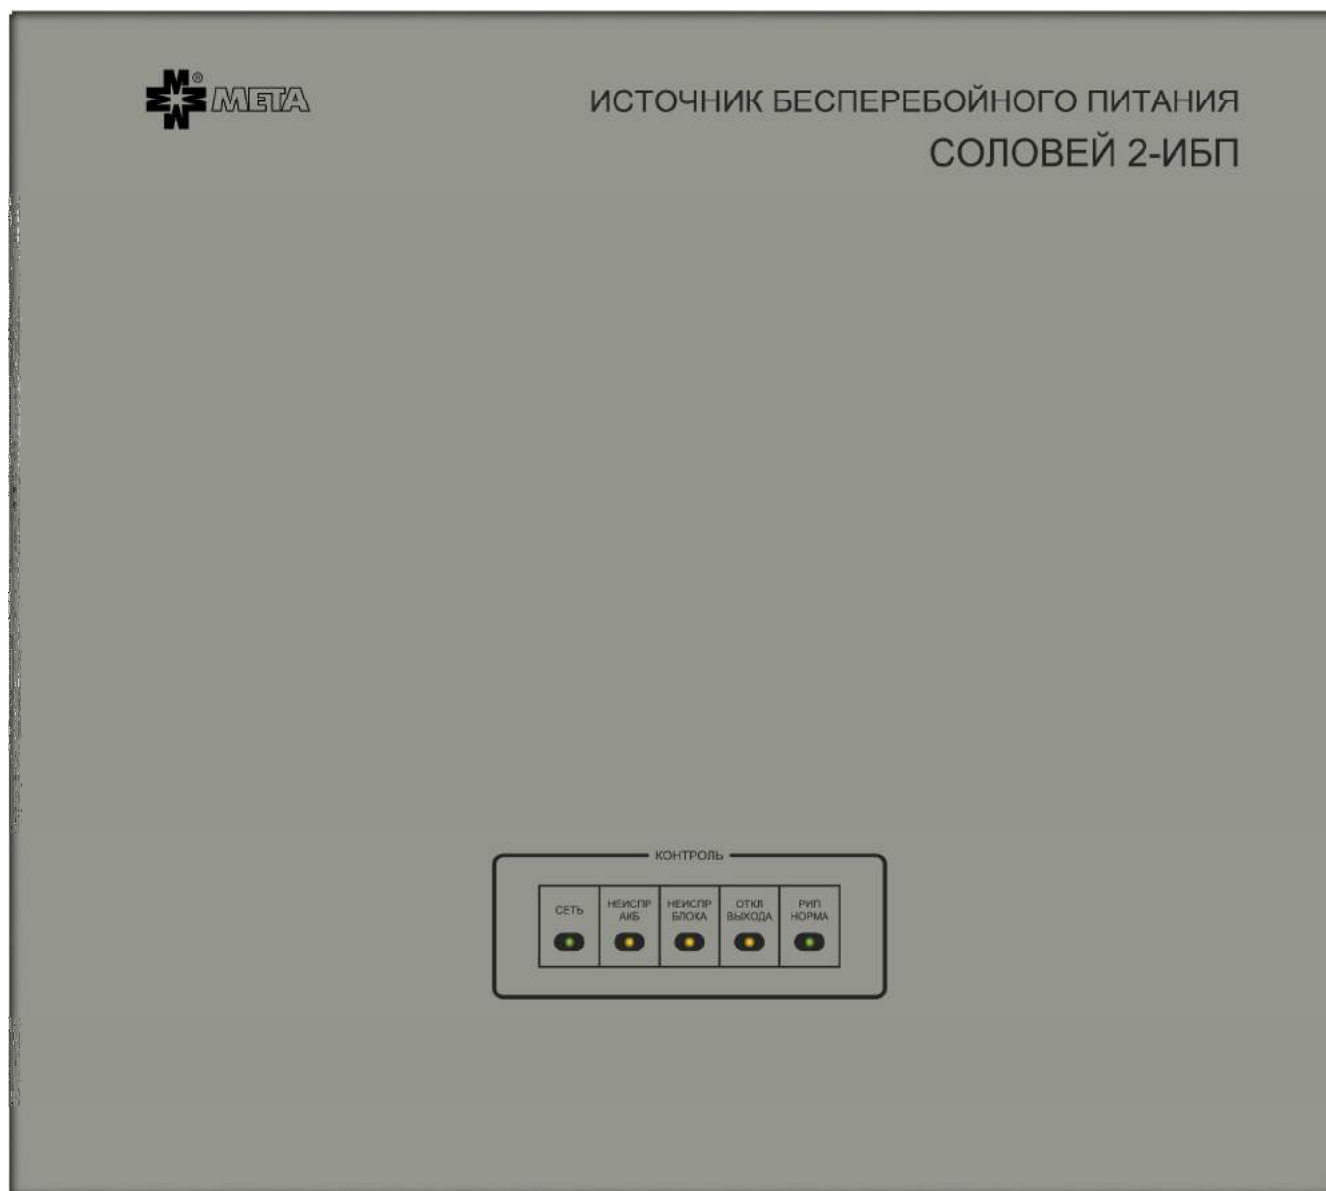 М®
МЕТА
ИСТОЧНИК БЕСПЕРЕБОЙНОГО ПИТАНИЯ
СОЛОВЕЙ 2-ИБП
КОНТРОЛЬ
СЕТЬ
НЕИСПР
АКБ
НЕИСПР
БЛОКА
ОТКЛ
ВЫХОДА
РИП
НОРМА